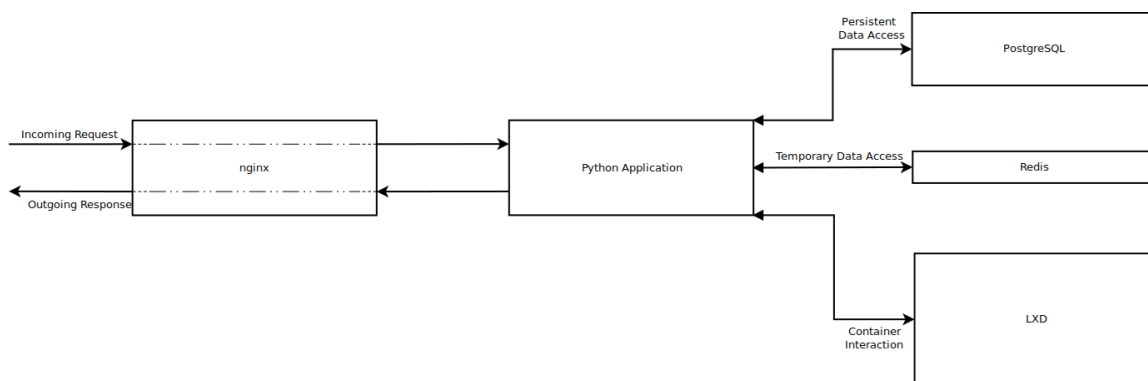 Persistent
Data Access
PostgreSQL
Incoming Request
nginx
Python Application
Temporary Data Access
Redis
Outgoing Response
LXD
Container
Interaction